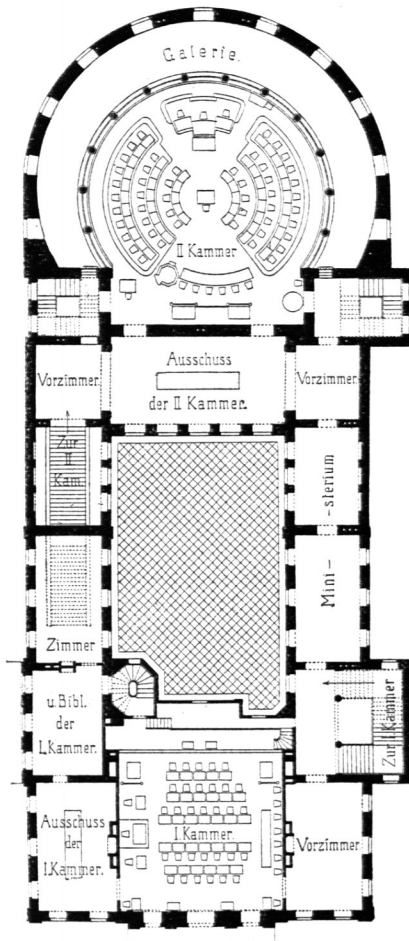 Galerie.
II Kammer
Ausschuss
der II Kammer.
Vorzimmer
Vorzimmer
Zur
II
Kam.
Mini-
-sterium
Zimmer
u. Bibl.
der
I. Kammer.
Zur I. Kammer
Ausschuss
der
I. Kammer.
I. Kammer.
Vorzimmer